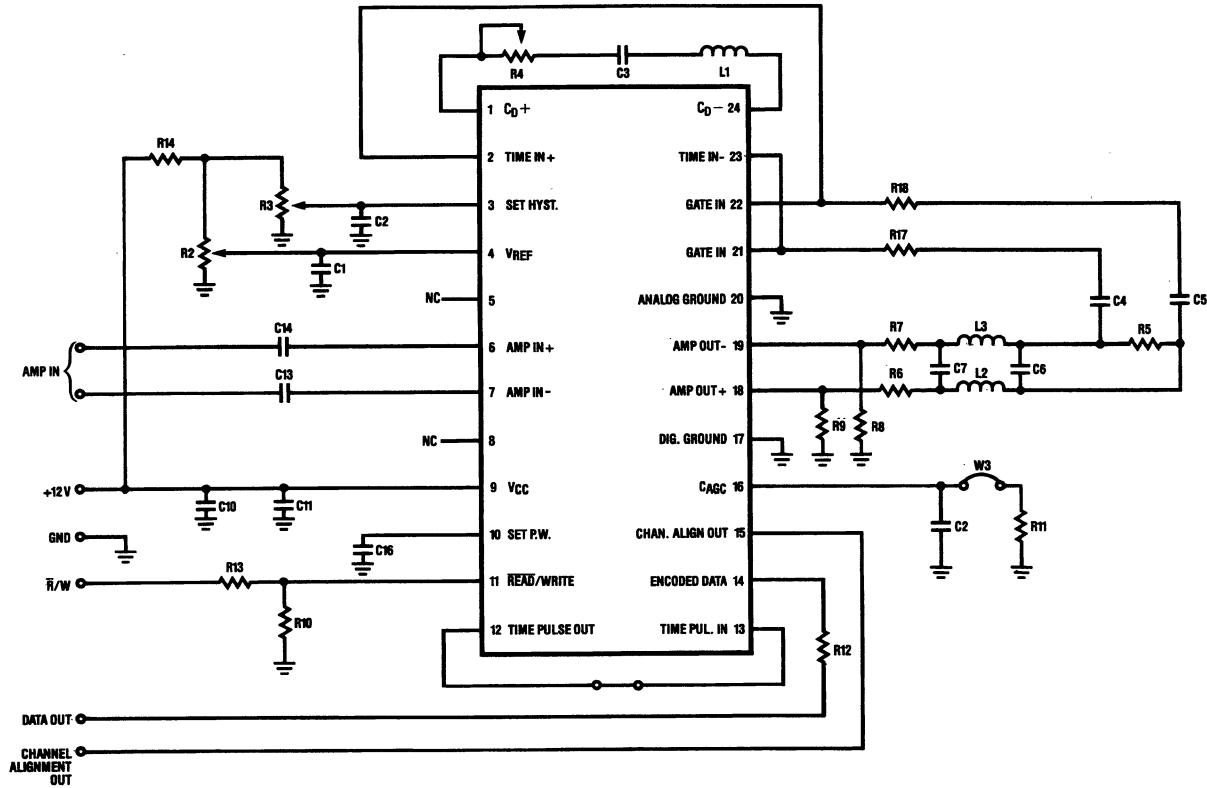 R4
C3
L1
1 CD+
CD− 24
R14
2 TIME IN+
TIME IN- 23
R18
R3
C2
3 SET HYST.
GATE IN 22
R17
R2
C1
4 VREF
GATE IN 21
NC
5
ANALOG GROUND 20
C4
C5
C14
R7
L3
R5
AMP IN
6 AMP IN+
AMP OUT- 19
C13
R6
C7
L2
C6
7 AMP IN-
AMP OUT+ 18
R9
R8
NC
8
DIG. GROUND 17
W3
+12 V
C10
C11
9 VCC
CAGC 16
GND
C16
10 SET P.W.
CHAN. ALIGN OUT 15
C2
R11
R̅/W
R13
11 R̅E̅A̅D̅/WRITE
ENCODED DATA 14
R10
12 TIME PULSE OUT
TIME PUL. IN 13
R12
DATA OUT
CHANNEL
ALIGNMENT
OUT